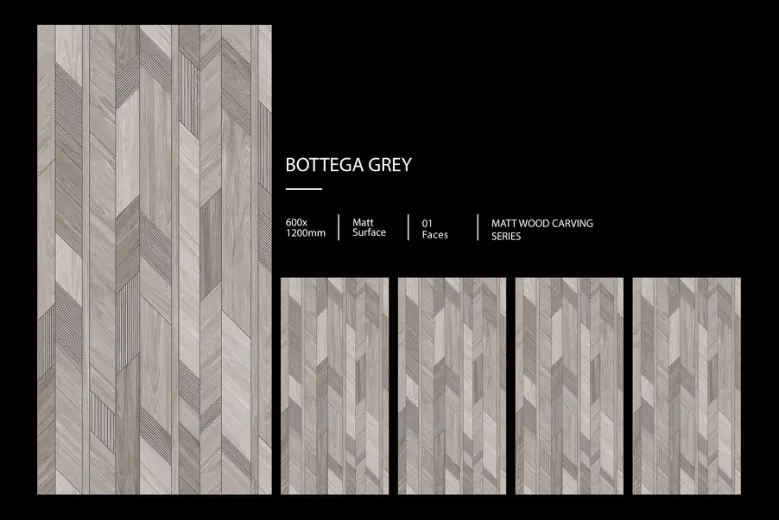 BOTTEGA GREY
600x
1200mm
Matt
Surface
01
Faces
MATT WOOD CARVING
SERIES